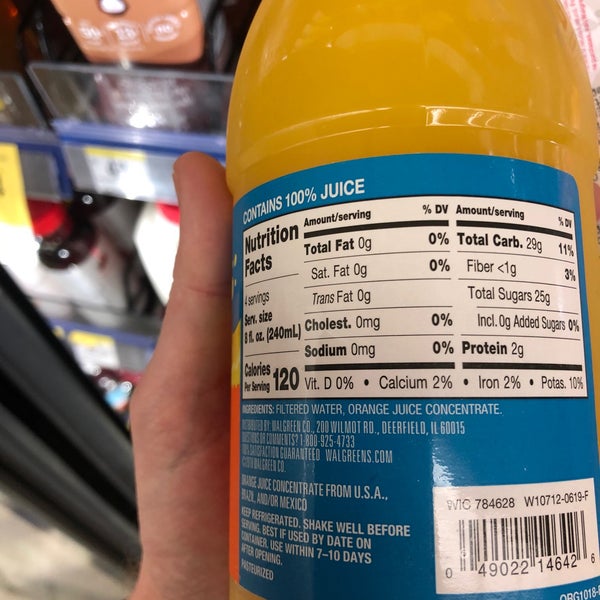 CONTAINS 100% JUICE
Nutrition
Facts
4 servings
Serv. size
8 fl. oz. (240mL)
Calories
Per Serving 120
Amount/serving % DV
Total Fat 0g 0%
Sat. Fat 0g 0%
Trans Fat 0g
Cholest. 0mg 0%
Sodium 0mg 0%
Amount/serving % DV
Total Carb. 29g 11%
Fiber <1g 3%
Total Sugars 25g
Incl. 0g Added Sugars 0%
Protein 2g
Vit. D 0% • Calcium 2% • Iron 2% • Potas. 10%
INGREDIENTS: FILTERED WATER, ORANGE JUICE CONCENTRATE.
DISTRIBUTED BY: WALGREEN CO., 200 WILMOT RD., DEERFIELD, IL 60015
QUESTIONS OR COMMENTS? 1-800-925-4733
100% SATISFACTION GUARANTEED WALGREENS.COM
WALGREEN CO.
ORANGE JUICE CONCENTRATE FROM U.S.A.,
BRAZIL, AND/OR MEXICO
KEEP REFRIGERATED. SHAKE WELL BEFORE
SERVING. BEST IF USED BY DATE ON
CONTAINER. USE WITHIN 7-10 DAYS
AFTER OPENING.
PASTEURIZED
WIC 784628 W10712-0619-F
0 49022 14642 6